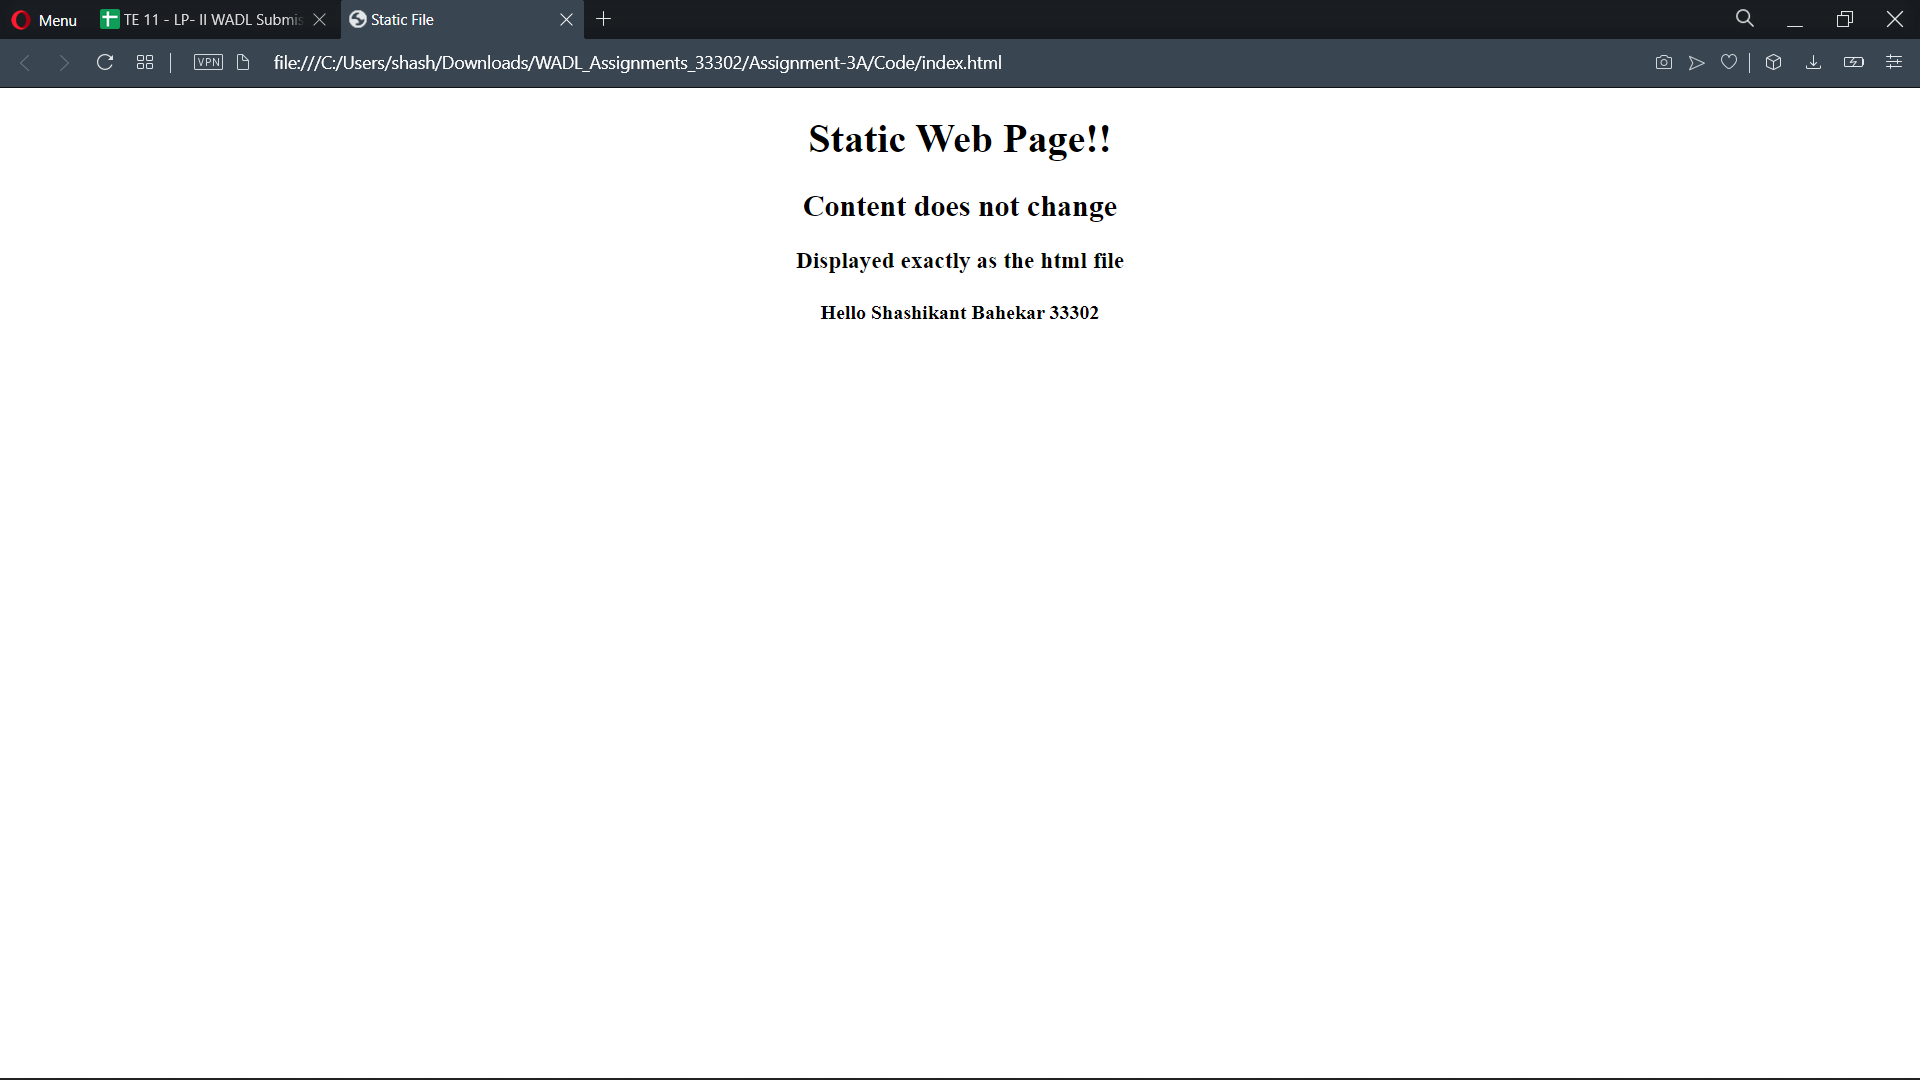 Menu
TE 11 - LP- II WADL Submis
Static File
VPN
file:///C:/Users/shash/Downloads/WADL_Assignments_33302/Assignment-3A/Code/index.html
Static Web Page!!
Content does not change
Displayed exactly as the html file
Hello Shashikant Bahekar 33302